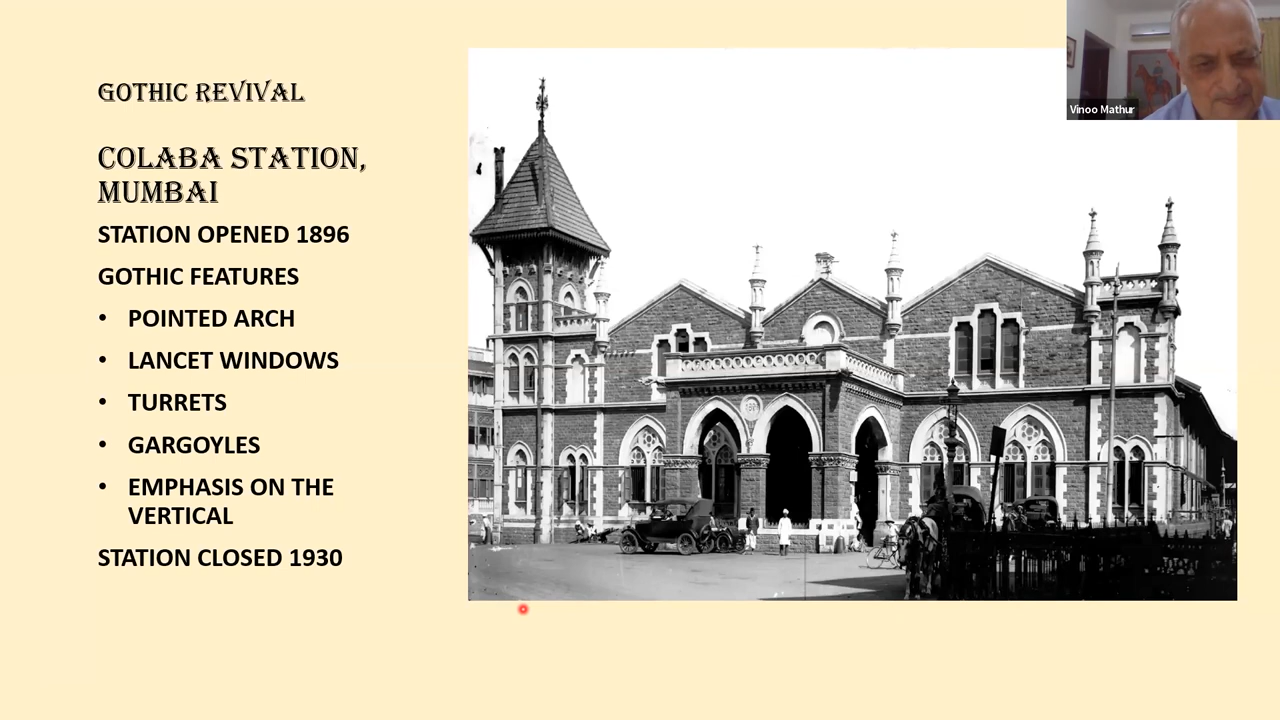 GOTHIC REVIVAL
COLABA STATION,
MUMBAI
STATION OPENED 1896
GOTHIC FEATURES
• POINTED ARCH
• LANCET WINDOWS
• TURRETS
• GARGOYLES
• EMPHASIS ON THE
VERTICAL
STATION CLOSED 1930
Vinoo Mathur